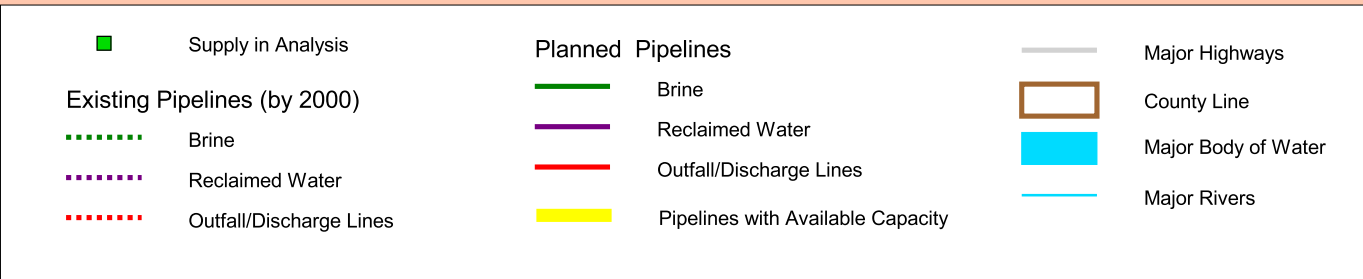 Supply in Analysis
Existing Pipelines (by 2000)
Brine
Reclaimed Water
Outfall/Discharge Lines
Planned Pipelines
Brine
Reclaimed Water
Outfall/Discharge Lines
Pipelines with Available Capacity
Major Highways
County Line
Major Body of Water
Major Rivers